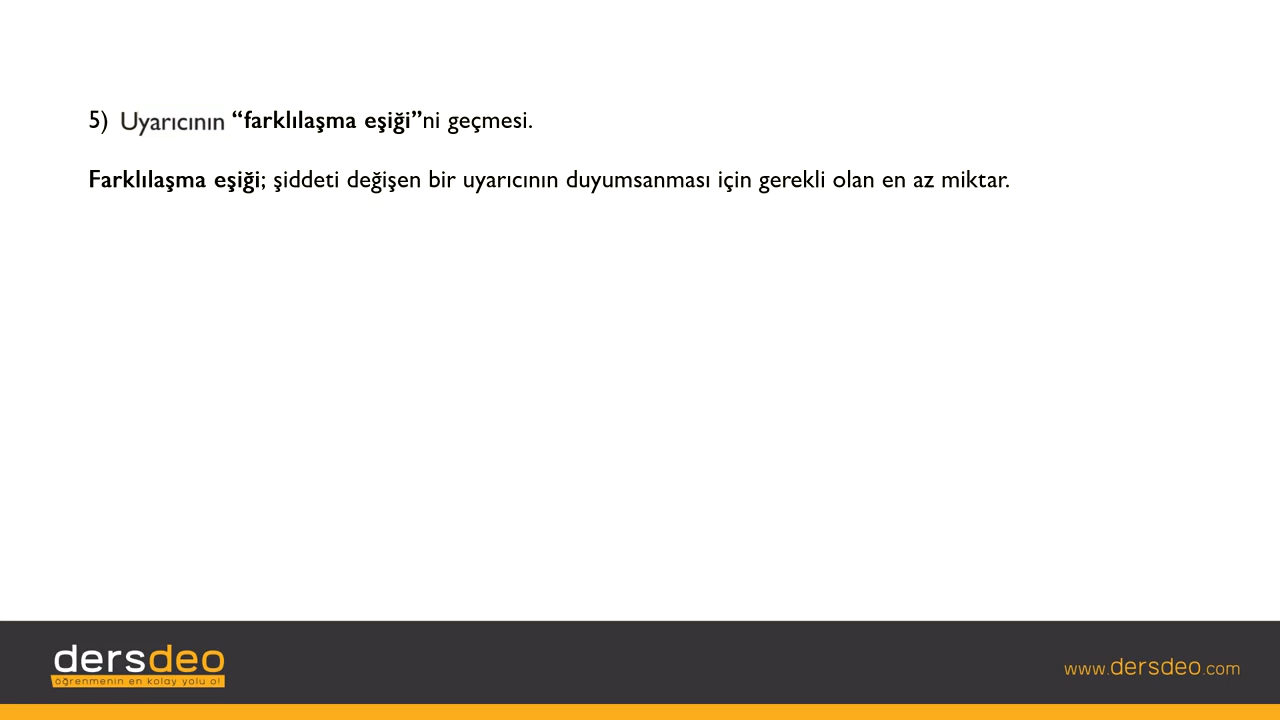 5) Uyarıcının “farklılaşma eşiği”ni geçmesi.
Farklılaşma eşiği; şiddeti değişen bir uyarıcının duyumsanması için gerekli olan en az miktar.
dersdeo
öğrenmenin en kolay yolu o!
www.dersdeo.com